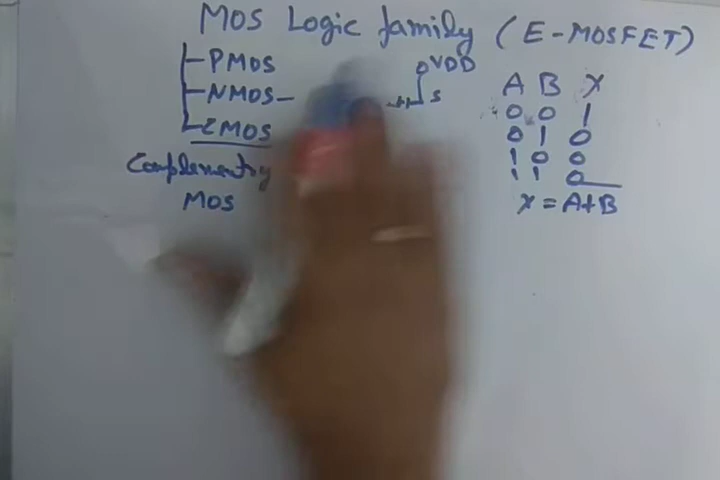 MOS Logic family (E-MOSFET)
PMOS
NMOS
CMOS
Complementry
MOS
VDD
S
A B X
0 0 1
0 1 0
1 0 0
1 1 0
X = A+B